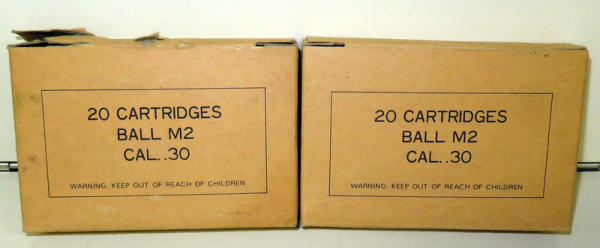 20 CARTRIDGES
BALL M2
CAL..30
WARNING: KEEP OUT OF REACH OF CHILDREN
20 CARTRIDGES
BALL M2
CAL..30
WARNING: KEEP OUT OF REACH OF CHILDREN